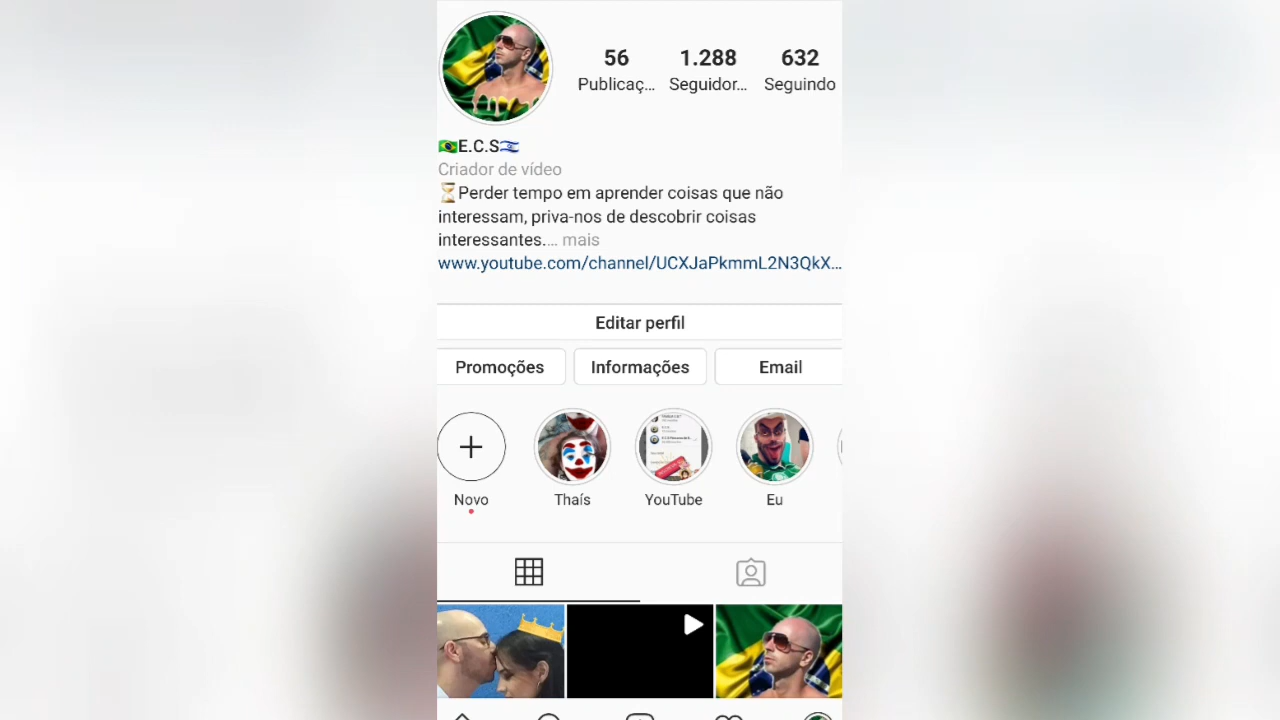 56 1.288 632
Publicaç... Seguidor... Seguindo
🇧🇷E.C.S🇮🇱
Criador de vídeo
⏳Perder tempo em aprender coisas que não
interessam, priva-nos de descobrir coisas
interessantes.... mais
www.youtube.com/channel/UCXJaPkmmL2N3QkX...
Editar perfil
Promoções Informações Email
Novo Thaís YouTube Eu